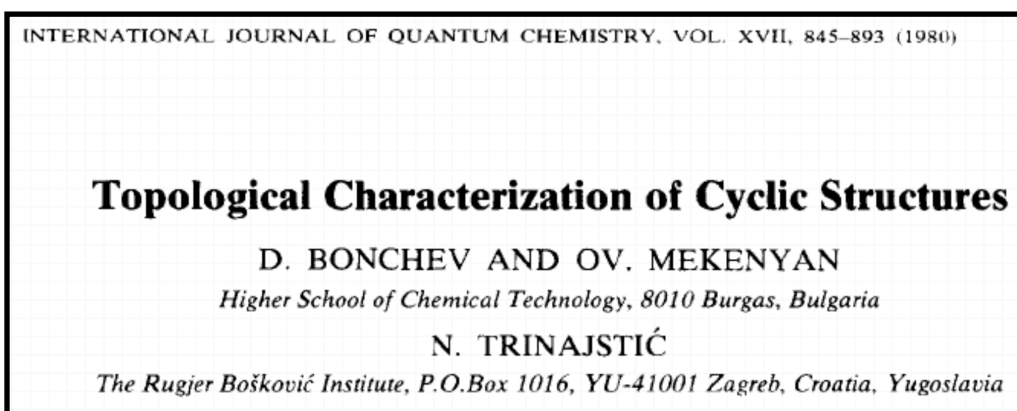 INTERNATIONAL JOURNAL OF QUANTUM CHEMISTRY, VOL. XVII, 845–893 (1980)
Topological Characterization of Cyclic Structures
D. BONCHEV AND OV. MEKENYAN
Higher School of Chemical Technology, 8010 Burgas, Bulgaria
N. TRINAJSTIĆ
The Rugjer Bošković Institute, P.O.Box 1016, YU-41001 Zagreb, Croatia, Yugoslavia